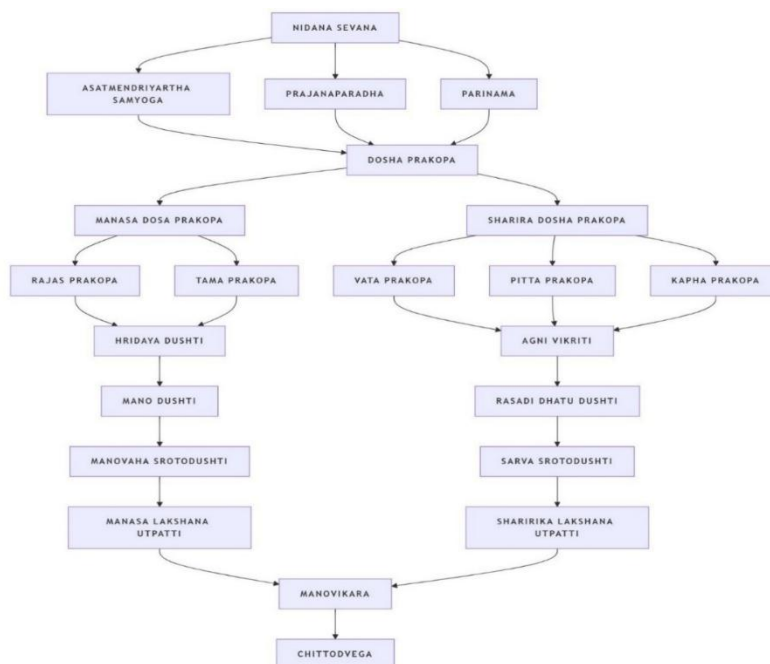 NIDANA SEVANA
ASATMENDRIYARTHA
SAMYOGA
PRAJANAPARADHA
PARINAMA
DOSHA PRAKOPA
MANASA DOSA PRAKOPA
SHARIRA DOSHA PRAKOPA
RAJAS PRAKOPA
TAMA PRAKOPA
VATA PRAKOPA
PITTA PRAKOPA
KAPHA PRAKOPA
HRIDAYA DUSHTI
AGNI VIKRITI
MANO DUSHTI
RASADI DHATU DUSHTI
MANOVAHA SROTODUSHTI
SARVA SROTODUSHTI
MANASA LAKSHANA
UTPATTI
SHARIRIKA LAKSHANA
UTPATTI
MANOVIKARA
CHITTODVEGA